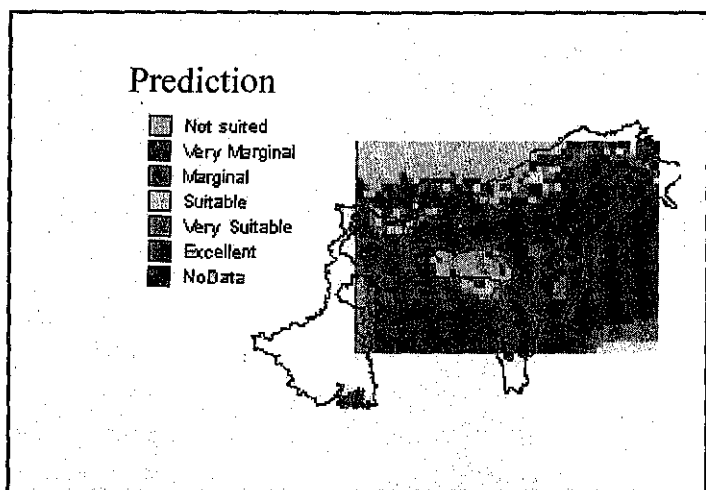 Prediction
Not suited
Very Marginal
Marginal
Suitable
Very Suitable
Excellent
NoData